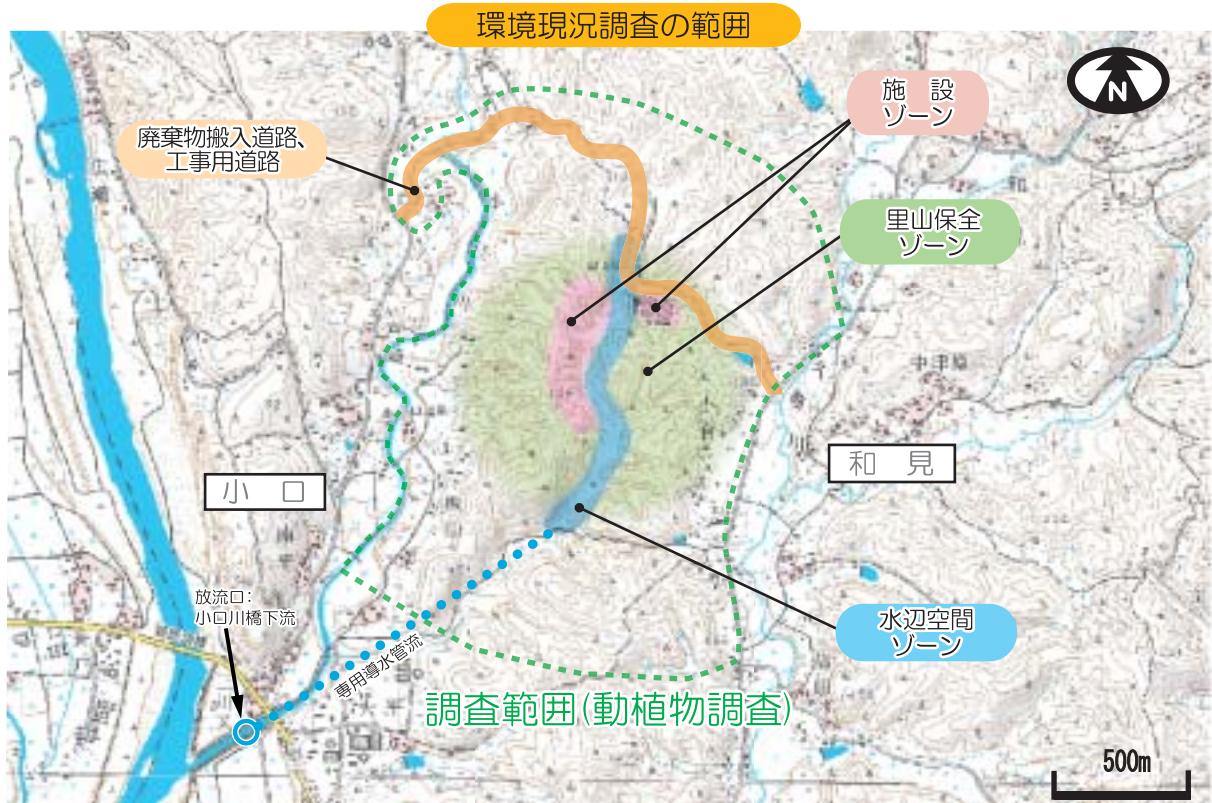 環境現況調査の範囲
施 設
ゾーン
N
廃棄物搬入道路、
工事用道路
里山保全
ゾーン
中津原
和 見
小 口
放流口:
小口川橋下流
水辺空間
ゾーン
専用導水管流
調査範囲(動植物調査)
500m